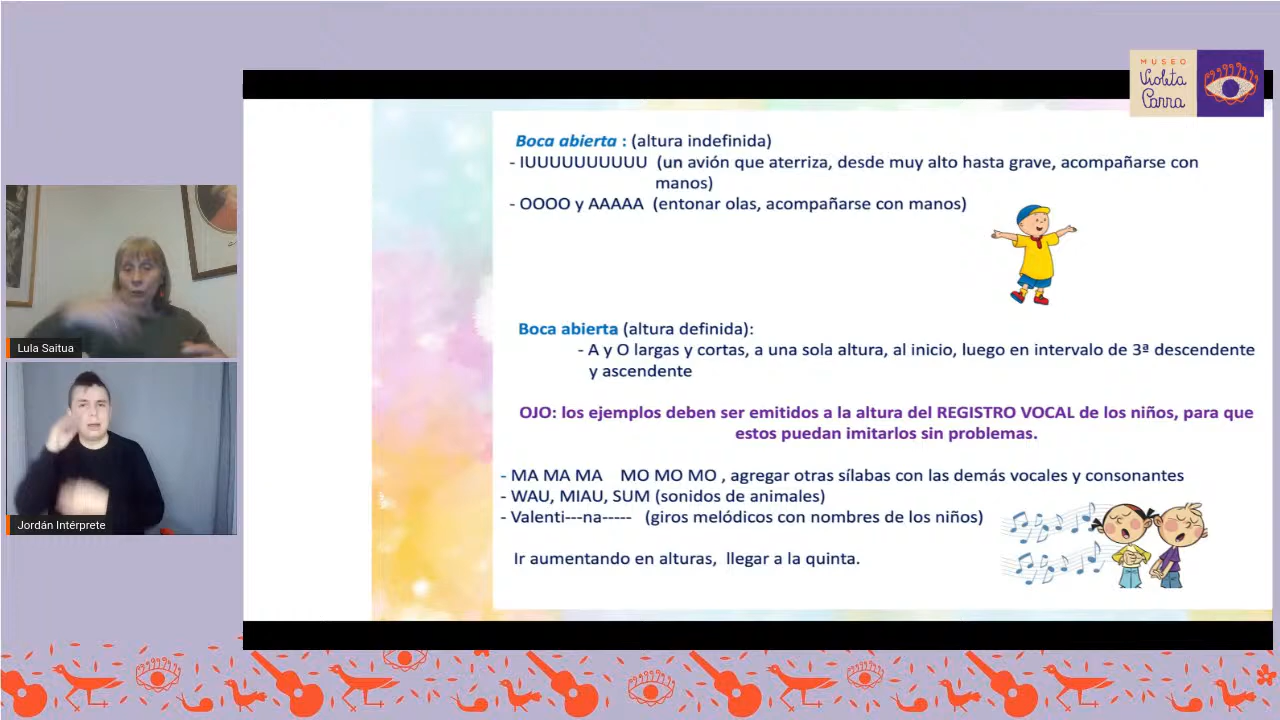 MUSEO
Violeta
Parra
Boca abierta : (altura indefinida)
- IUUUUUUUUUU (un avión que aterriza, desde muy alto hasta grave, acompañarse con
manos)
- OOOO y AAAAA (entonar olas, acompañarse con manos)
Boca abierta (altura definida):
- A y O largas y cortas, a una sola altura, al inicio, luego en intervalo de 3ª descendente
y ascendente
OJO: los ejemplos deben ser emitidos a la altura del REGISTRO VOCAL de los niños, para que
estos puedan imitarlos sin problemas.
- MA MA MA MO MO MO , agregar otras sílabas con las demás vocales y consonantes
- WAU, MIAU, SUM (sonidos de animales)
- Valenti---na----- (giros melódicos con nombres de los niños)
Ir aumentando en alturas, llegar a la quinta.
Lula Saitua
Jordán Intérprete